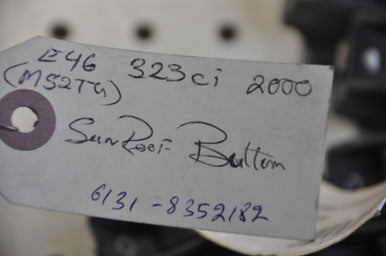 E46 323ci 2000
(M52TU)
SunRoof Button
6131-8352182